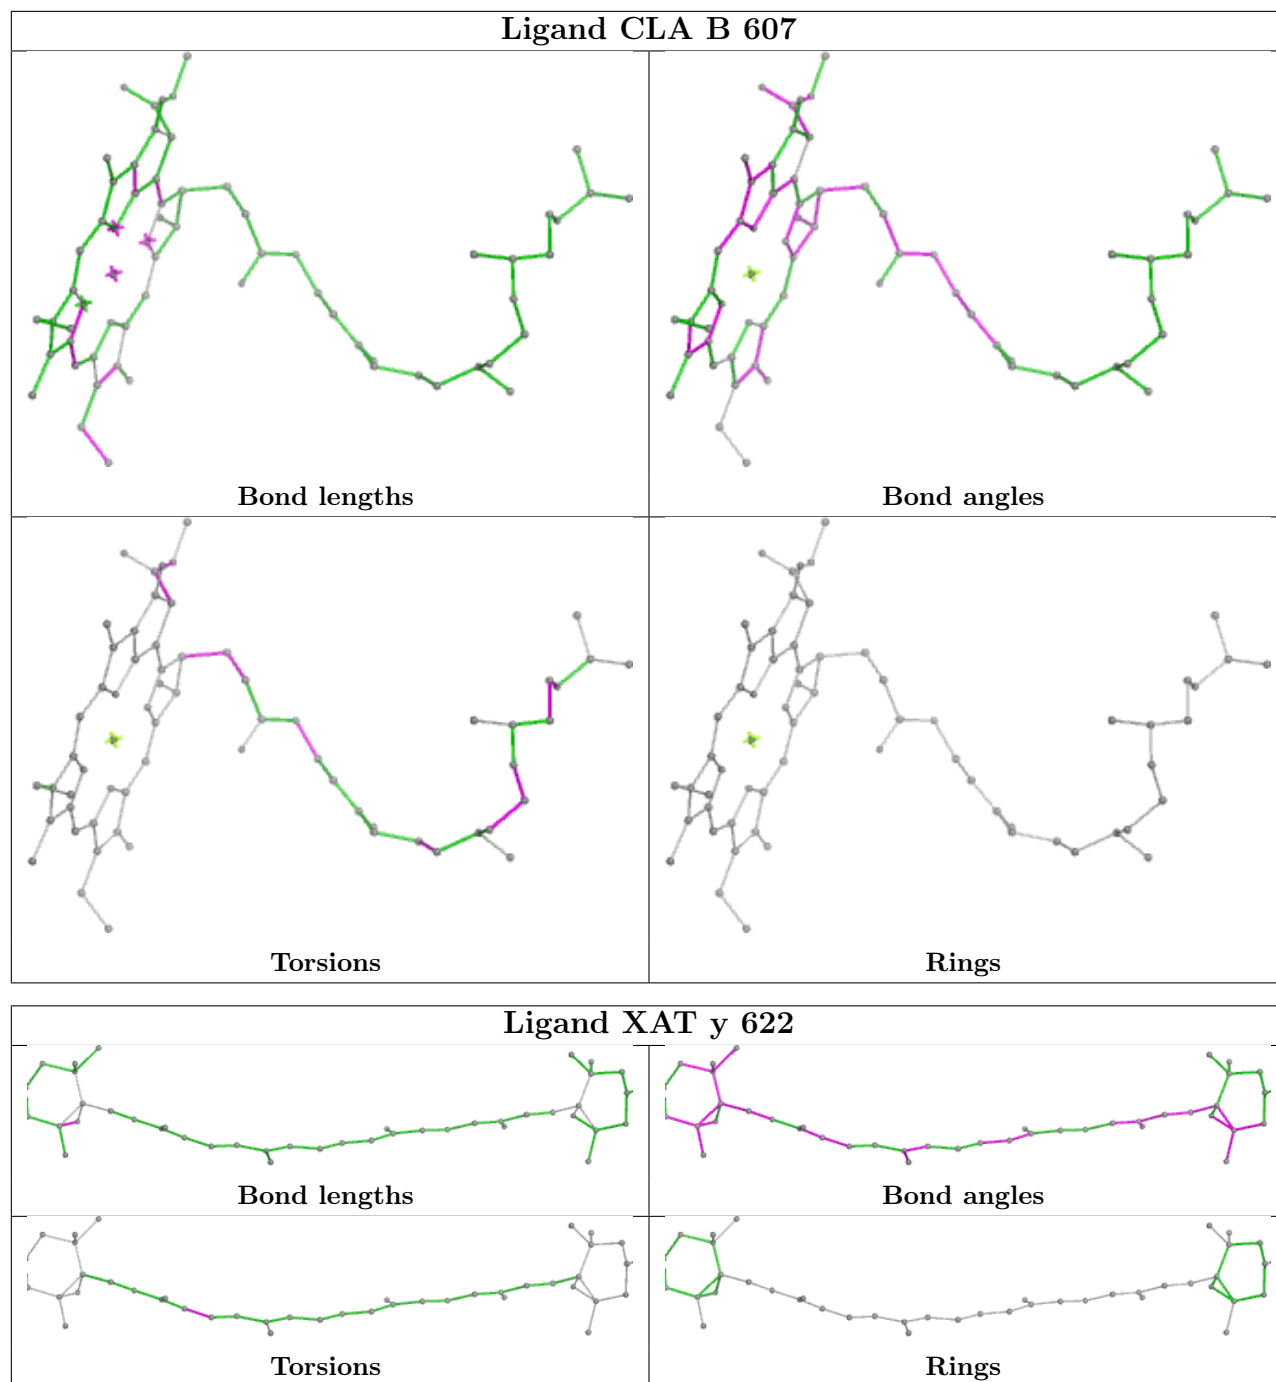 Ligand CLA B 607
Bond lengths
Bond angles
Torsions
Rings
Ligand XAT y 622
Bond lengths
Bond angles
Torsions
Rings